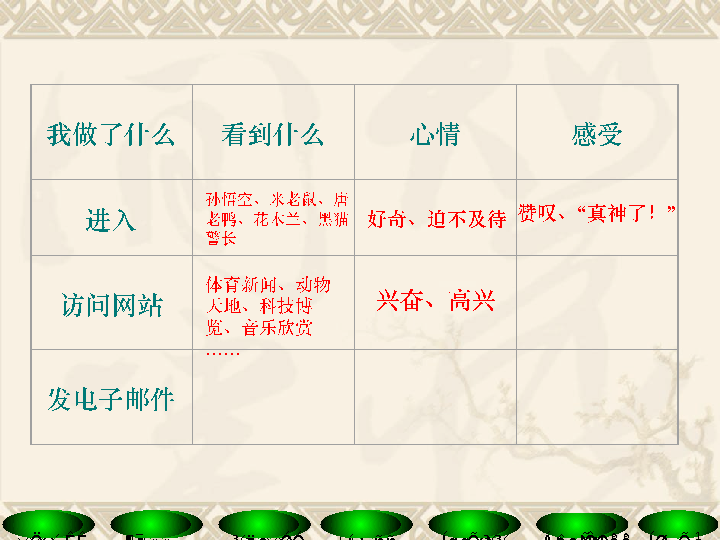 我做了什么 看到什么 心情 感受
进入 孙悟空、米老鼠、唐
老鸭、花木兰、黑猫
警长
好奇、迫不及待
赞叹、“真神了！”
访问网站 体育新闻、动物
天地、科技博
览、音乐欣赏
……
兴奋、高兴
发电子邮件